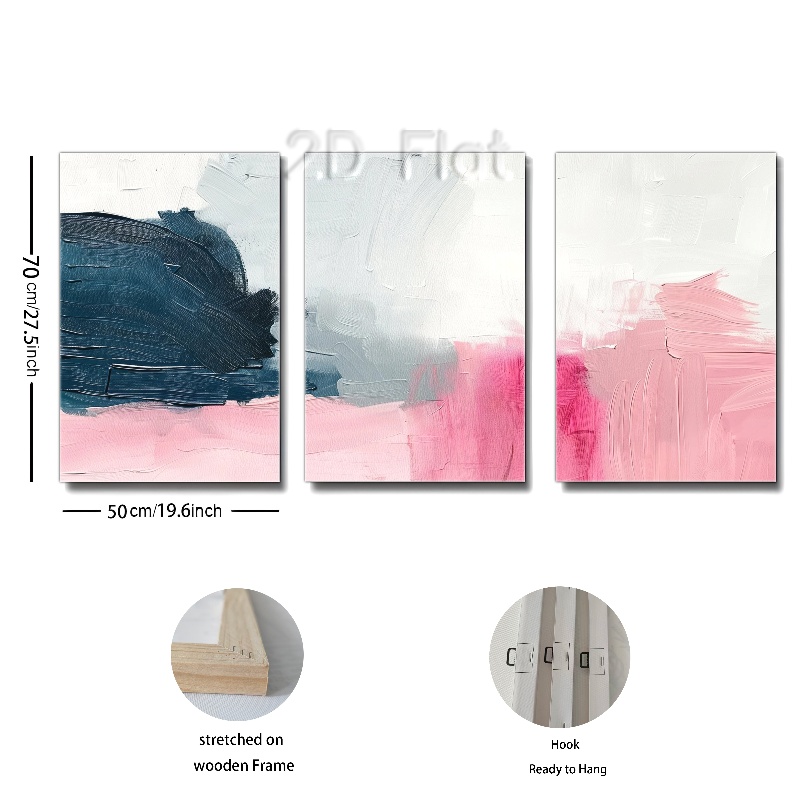 2D Flat
70 cm/27.5inch
50cm/19.6inch
stretched on
wooden Frame
Hook
Ready to Hang